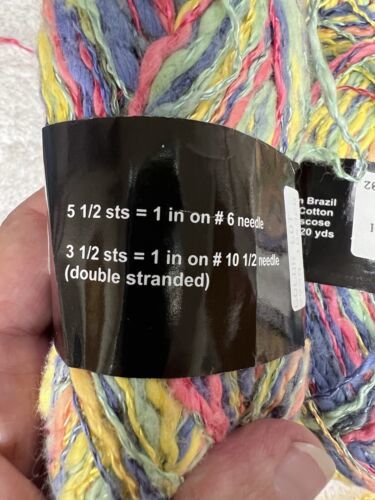 5 1/2 sts = 1 in on # 6 needle
3 1/2 sts = 1 in on # 10 1/2 needle
(double stranded)
Brazil
Cotton
20 yds